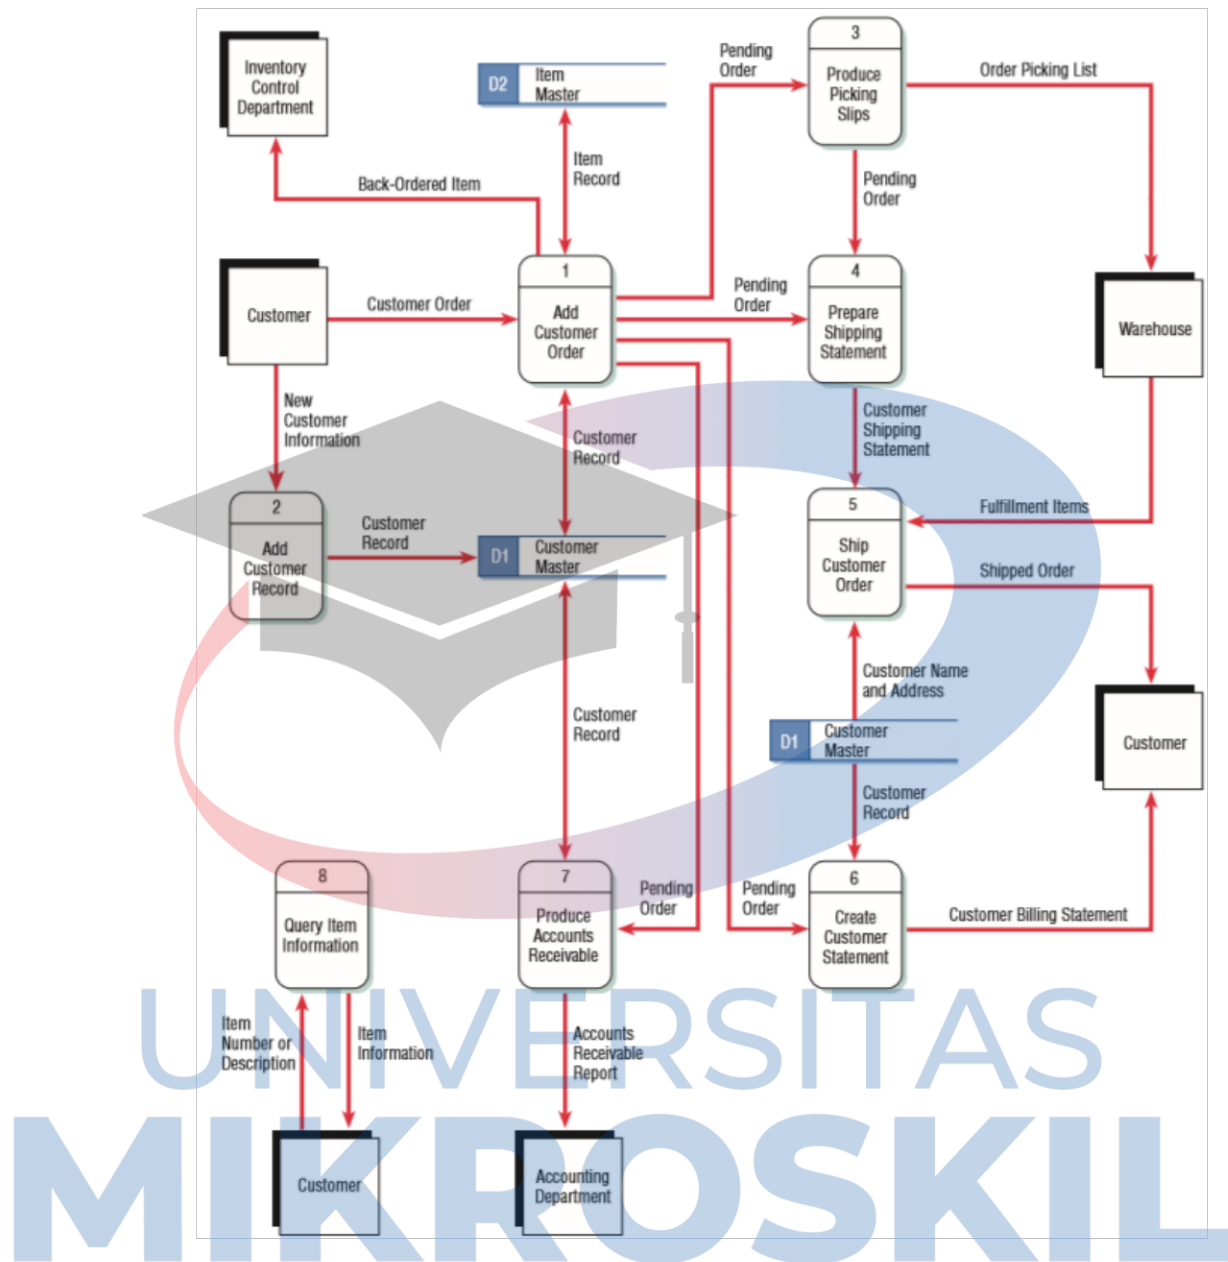 3
Produce
Picking
Slips
Pending
Order
Order Picking List
Inventory
Control
Department
D2
Item
Master
Item
Record
Back-Ordered Item
Pending
Order
1
Add
Customer
Order
4
Prepare
Shipping
Statement
Pending
Order
Customer
Customer Order
Warehouse
New
Customer
Information
Customer
Record
Customer
Shipping
Statement
2
Add
Customer
Record
Customer
Record
D1
Customer
Master
5
Ship
Customer
Order
Fulfillment Items
Shipped Order
Customer Name
and Address
Customer
Record
D1
Customer
Master
Customer
Customer
Record
8
Query Item
Information
7
Produce
Accounts
Receivable
Pending
Order
Pending
Order
6
Create
Customer
Statement
Customer Billing Statement
Item
Number or
Description
Item
Information
Accounts
Receivable
Report
Customer
Accounting
Department
UNIVERSITAS
MIKROSKIL